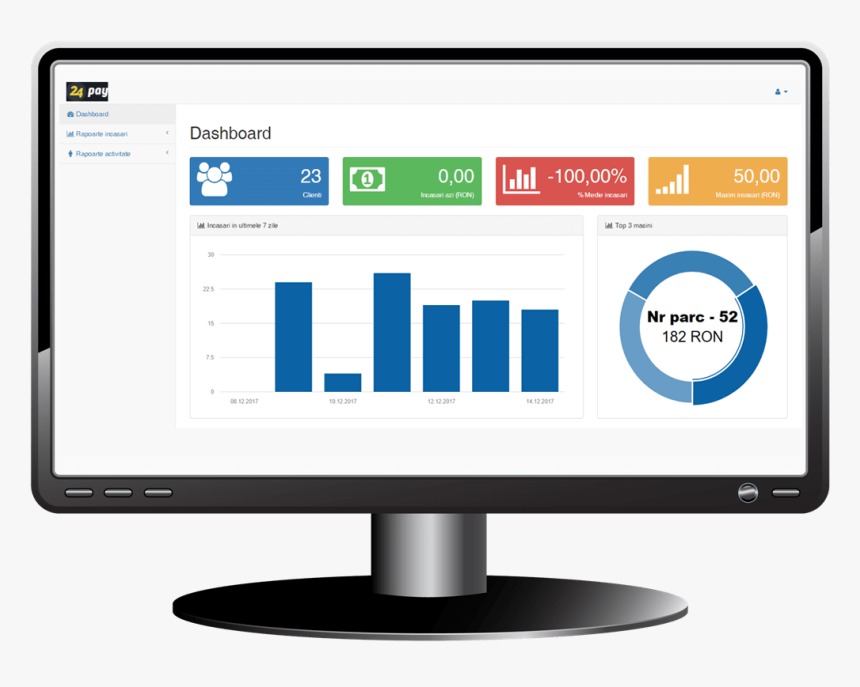 24 pay
Dashboard
Rapoarte incasari
Rapoarte activitate
Dashboard
23
Clienti
0,00
Incasari azi (RON)
-100,00%
% Medie incasari
50,00
Maxim incasari (RON)
Incasari in ultimele 7 zile
30
22.5
15
7.5
0
08.12.2017
10.12.2017
12.12.2017
14.12.2017
Top 3 masini
Nr parc - 52
182 RON